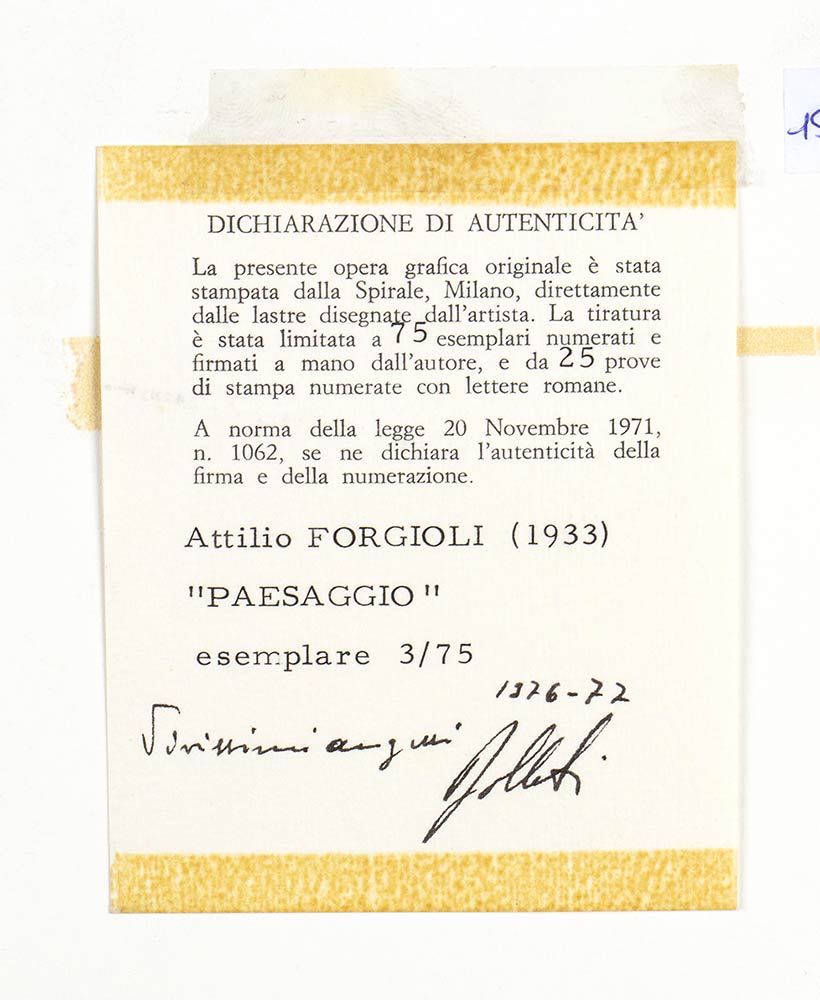 DICHIARAZIONE DI AUTENTICITA'
La presente opera grafica originale è stata
stampata dalla Spirale, Milano, direttamente
dalle lastre disegnate dall'artista. La tiratura
è stata limitata a 75 esemplari numerati e
firmati a mano dall'autore, e da 25 prove
di stampa numerate con lettere romane.
A norma della legge 20 Novembre 1971,
n. 1062, se ne dichiara l'autenticità della
firma e della numerazione.
Attilio FORGIOLI (1933)
"PAESAGGIO"
esemplare 3/75
1976-77